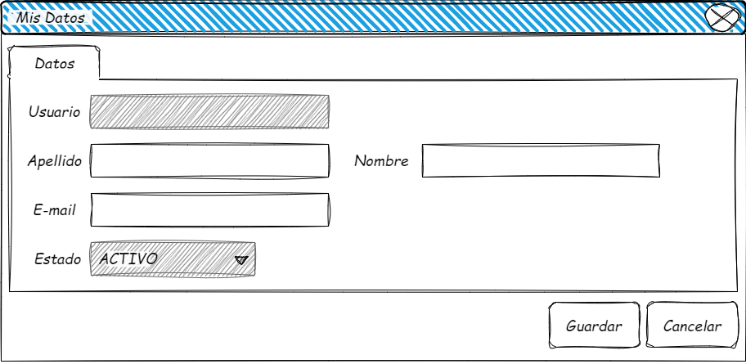 Mis Datos
Datos
Usuario
Apellido Nombre
E-mail
Estado ACTIVO
Guardar Cancelar